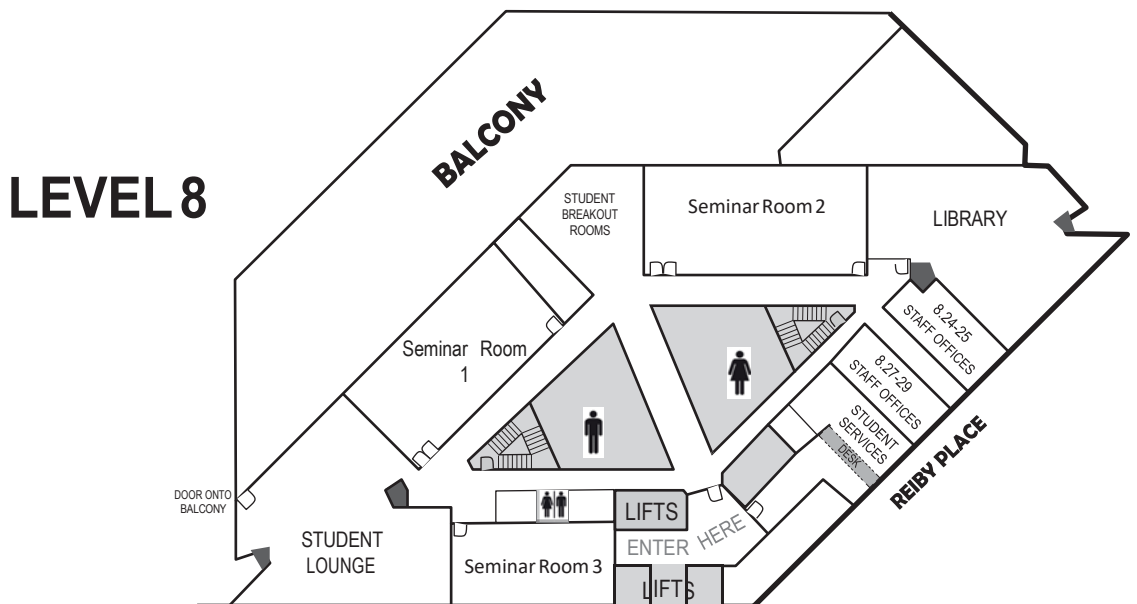 LEVEL 8
BALCONY
STUDENT
BREAKOUT
ROOMS
Seminar Room 2
LIBRARY
8.24-25
STAFF OFFICES
8.27-29
STAFF OFFICES
STUDENT
SERVICES
DESK
REIBY PLACE
Seminar Room
1
DOOR ONTO
BALCONY
STUDENT
LOUNGE
Seminar Room 3
LIFTS
ENTER HERE
LIFTS